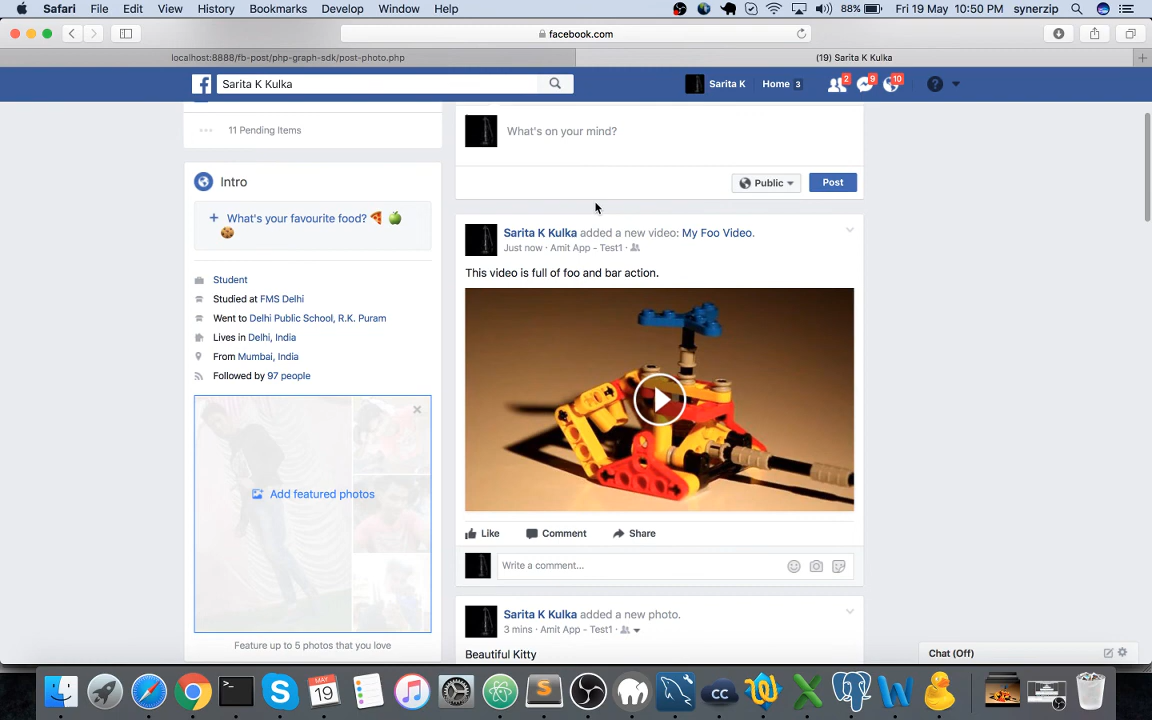 Safari File Edit View History Bookmarks Develop Window Help 88% Fri 19 May 10:50 PM synerzip
facebook.com
localhost:8888/fb-post/php-graph-sdk/post-photo.php (19) Sarita K Kulka
Sarita K Kulka Sarita K Home 3 2 9 10
11 Pending Items
What's on your mind?
Public Post
Intro
What's your favourite food?
Student
Studied at FMS Delhi
Went to Delhi Public School, R.K. Puram
Lives in Delhi, India
From Mumbai, India
Followed by 97 people
Add featured photos
Feature up to 5 photos that you love
Sarita K Kulka added a new video: My Foo Video.
Just now · Amit App - Test1 ·
This video is full of foo and bar action.
Like Comment Share
Write a comment...
Sarita K Kulka added a new photo.
3 mins · Amit App - Test1 ·
Beautiful Kitty
Chat (Off)
MAY
19
CC